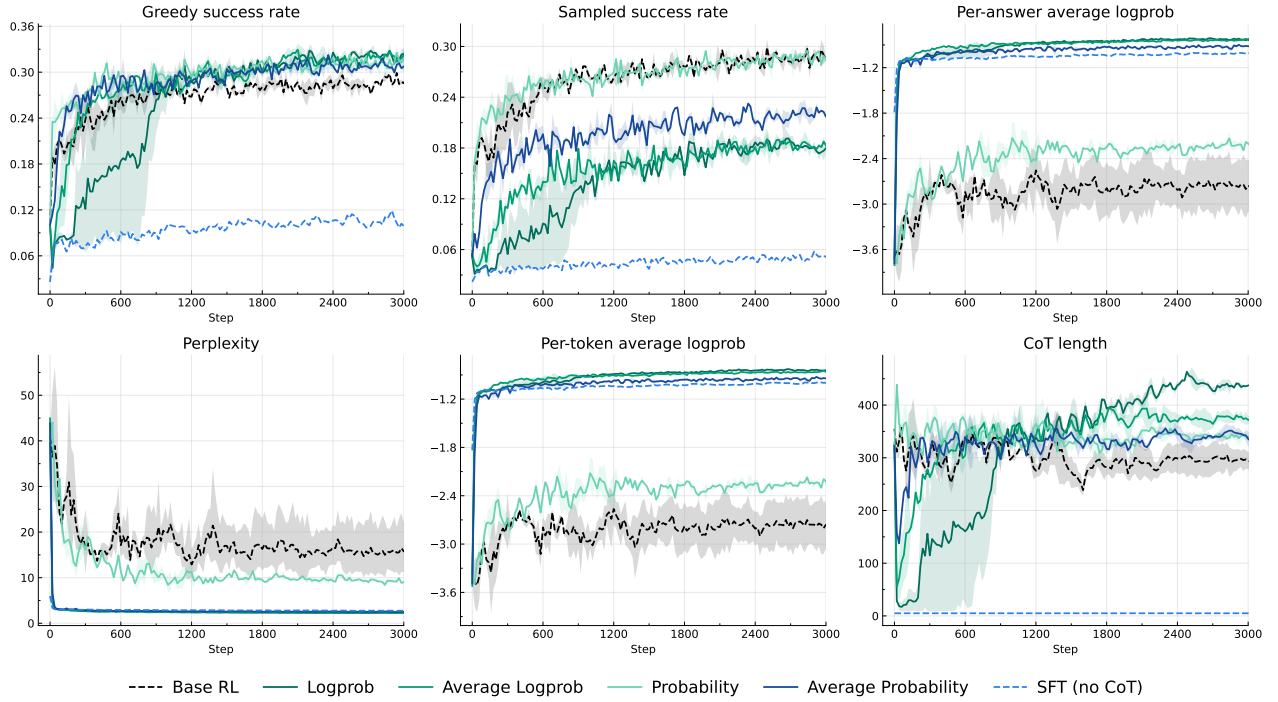 Greedy success rate
0.36
0.30
0.24
0.18
0.12
0.06
0 600 1200 1800 2400 3000
Step
Sampled success rate
0.30
0.24
0.18
0.12
0.06
0 600 1200 1800 2400 3000
Step
Per-answer average logprob
−1.2
−1.8
−2.4
−3.0
−3.6
0 600 1200 1800 2400 3000
Step
Perplexity
50
40
30
20
10
0
0 600 1200 1800 2400 3000
Step
Per-token average logprob
−1.2
−1.8
−2.4
−3.0
−3.6
0 600 1200 1800 2400 3000
Step
CoT length
400
300
200
100
0
0 600 1200 1800 2400 3000
Step
Base RL Logprob Average Logprob Probability Average Probability SFT (no CoT)